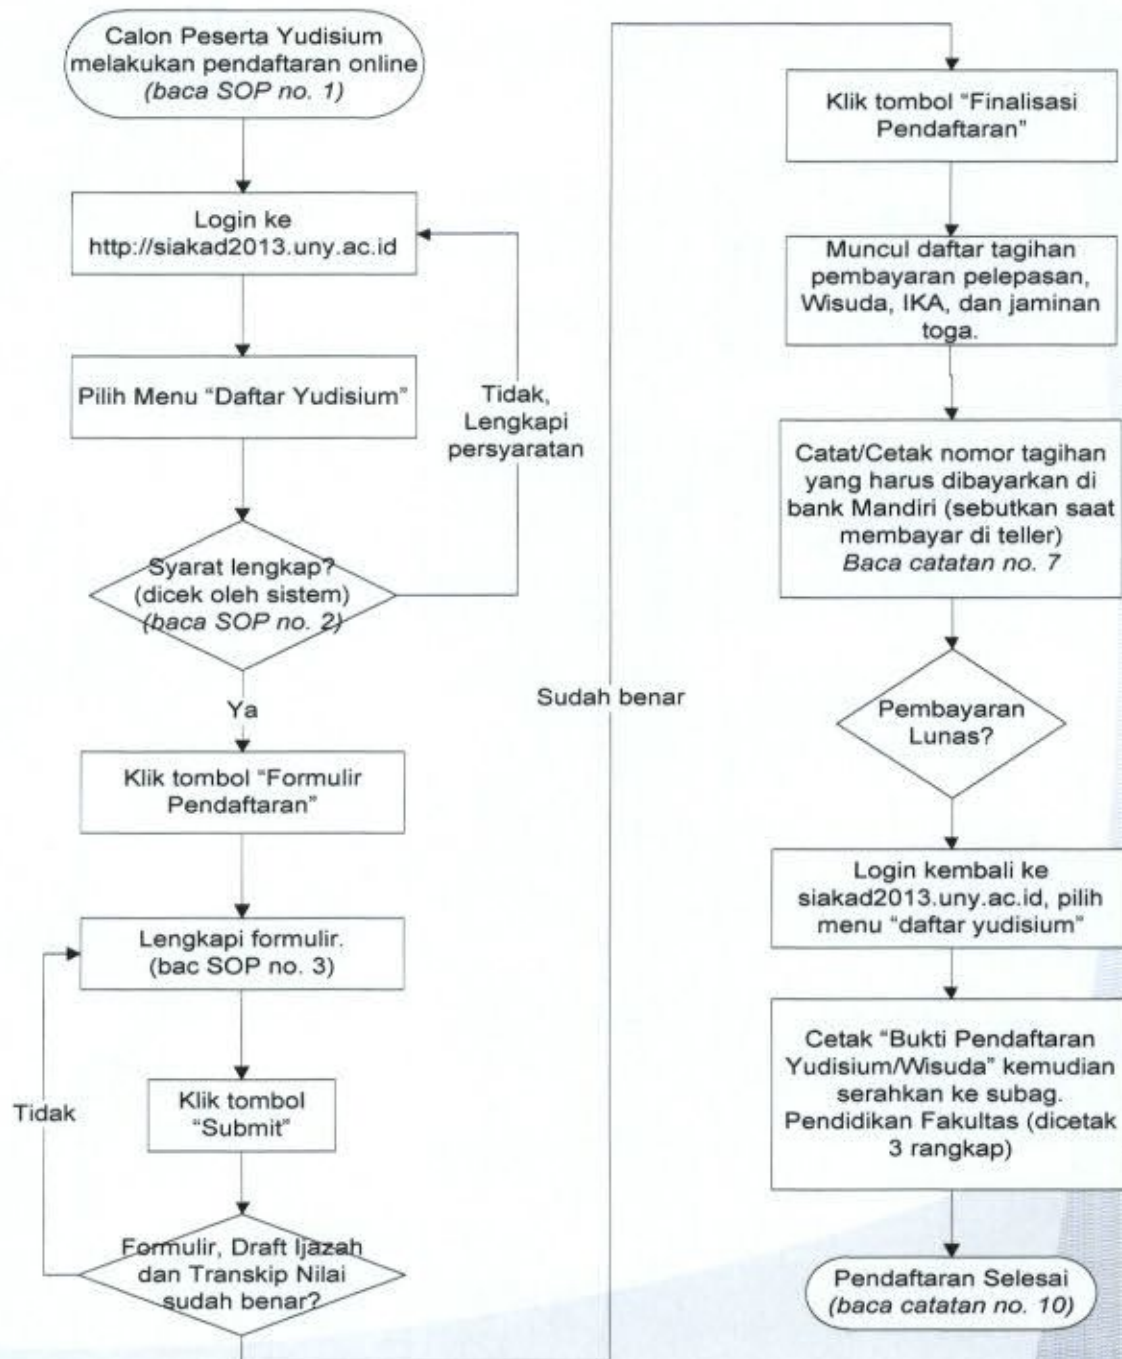 Calon Peserta Yudisium
melakukan pendaftaran online
(baca SOP no. 1)
Login ke
http://siakad2013.uny.ac.id
Pilih Menu “Daftar Yudisium”
Tidak,
Lengkapi
persyaratan
Syarat lengkap?
(dicek oleh sistem)
(baca SOP no. 2)
Ya
Klik tombol “Formulir
Pendaftaran”
Lengkapi formulir.
(bac SOP no. 3)
Klik tombol
“Submit”
Tidak
Formulir, Draft Ijazah
dan Transkip Nilai
sudah benar?
Sudah benar
Klik tombol “Finalisasi
Pendaftaran”
Muncul daftar tagihan
pembayaran pelepasan,
Wisuda, IKA, dan jaminan
toga.
Catat/Cetak nomor tagihan
yang harus dibayarkan di
bank Mandiri (sebutkan saat
membayar di teller)
Baca catatan no. 7
Pembayaran
Lunas?
Login kembali ke
siakad2013.uny.ac.id, pilih
menu “daftar yudisium”
Cetak “Bukti Pendaftaran
Yudisium/Wisuda” kemudian
serahkan ke subag.
Pendidikan Fakultas (dicetak
3 rangkap)
Pendaftaran Selesai
(baca catatan no. 10)